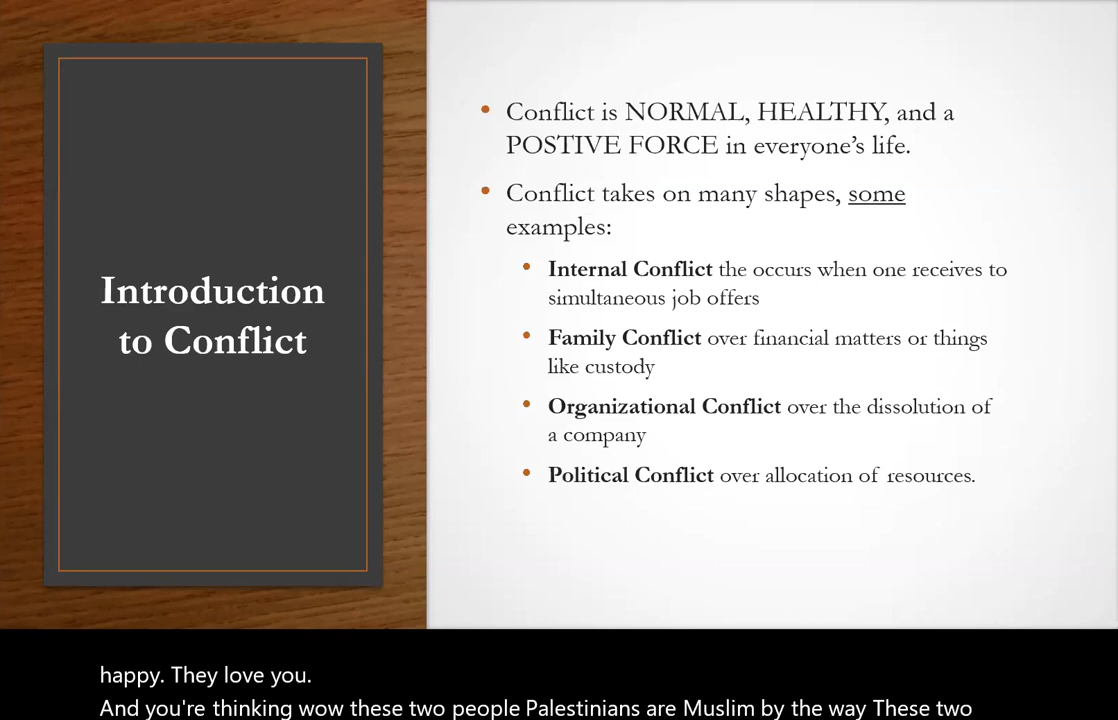 Introduction
to Conflict
• Conflict is NORMAL, HEALTHY, and a
POSTIVE FORCE in everyone’s life.
• Conflict takes on many shapes, some
examples:
• Internal Conflict the occurs when one receives to
simultaneous job offers
• Family Conflict over financial matters or things
like custody
• Organizational Conflict over the dissolution of
a company
• Political Conflict over allocation of resources.
happy. They love you.
And you're thinking wow these two people Palestinians are Muslim by the way These two